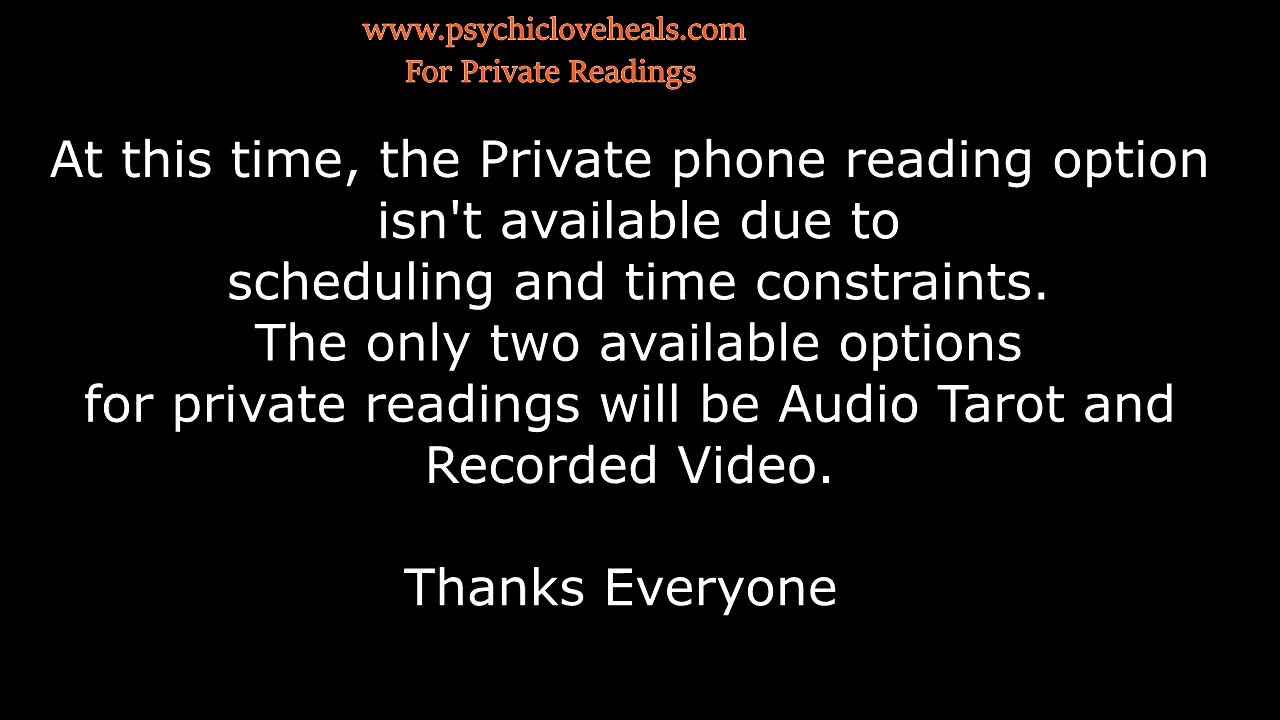 www.psychicloveheals.com
For Private Readings
At this time, the Private phone reading option
isn't available due to
scheduling and time constraints.
The only two available options
for private readings will be Audio Tarot and
Recorded Video.
Thanks Everyone